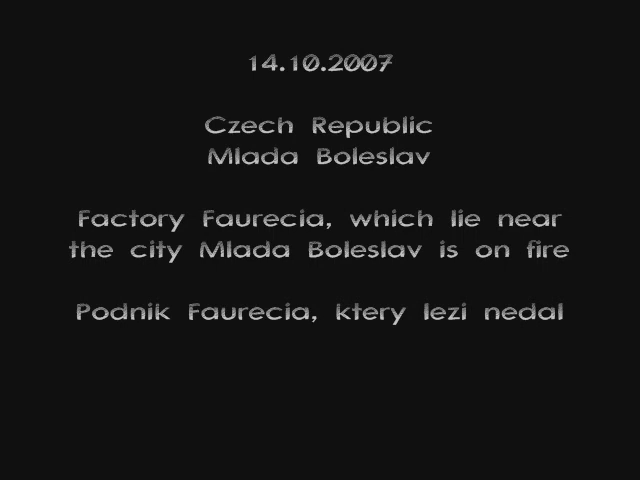 14.10.2007
Czech Republic
Mlada Boleslav
Factory Faurecia, which lie near
the city Mlada Boleslav is on fire
Podnik Faurecia, ktery lezi nedal